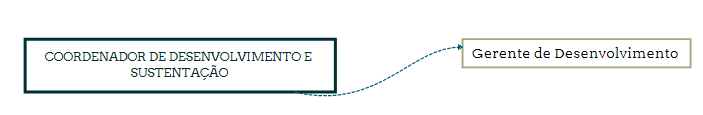 COORDENADOR DE DESENVOLVIMENTO E
SUSTENTAÇÃO
Gerente de Desenvolvimento